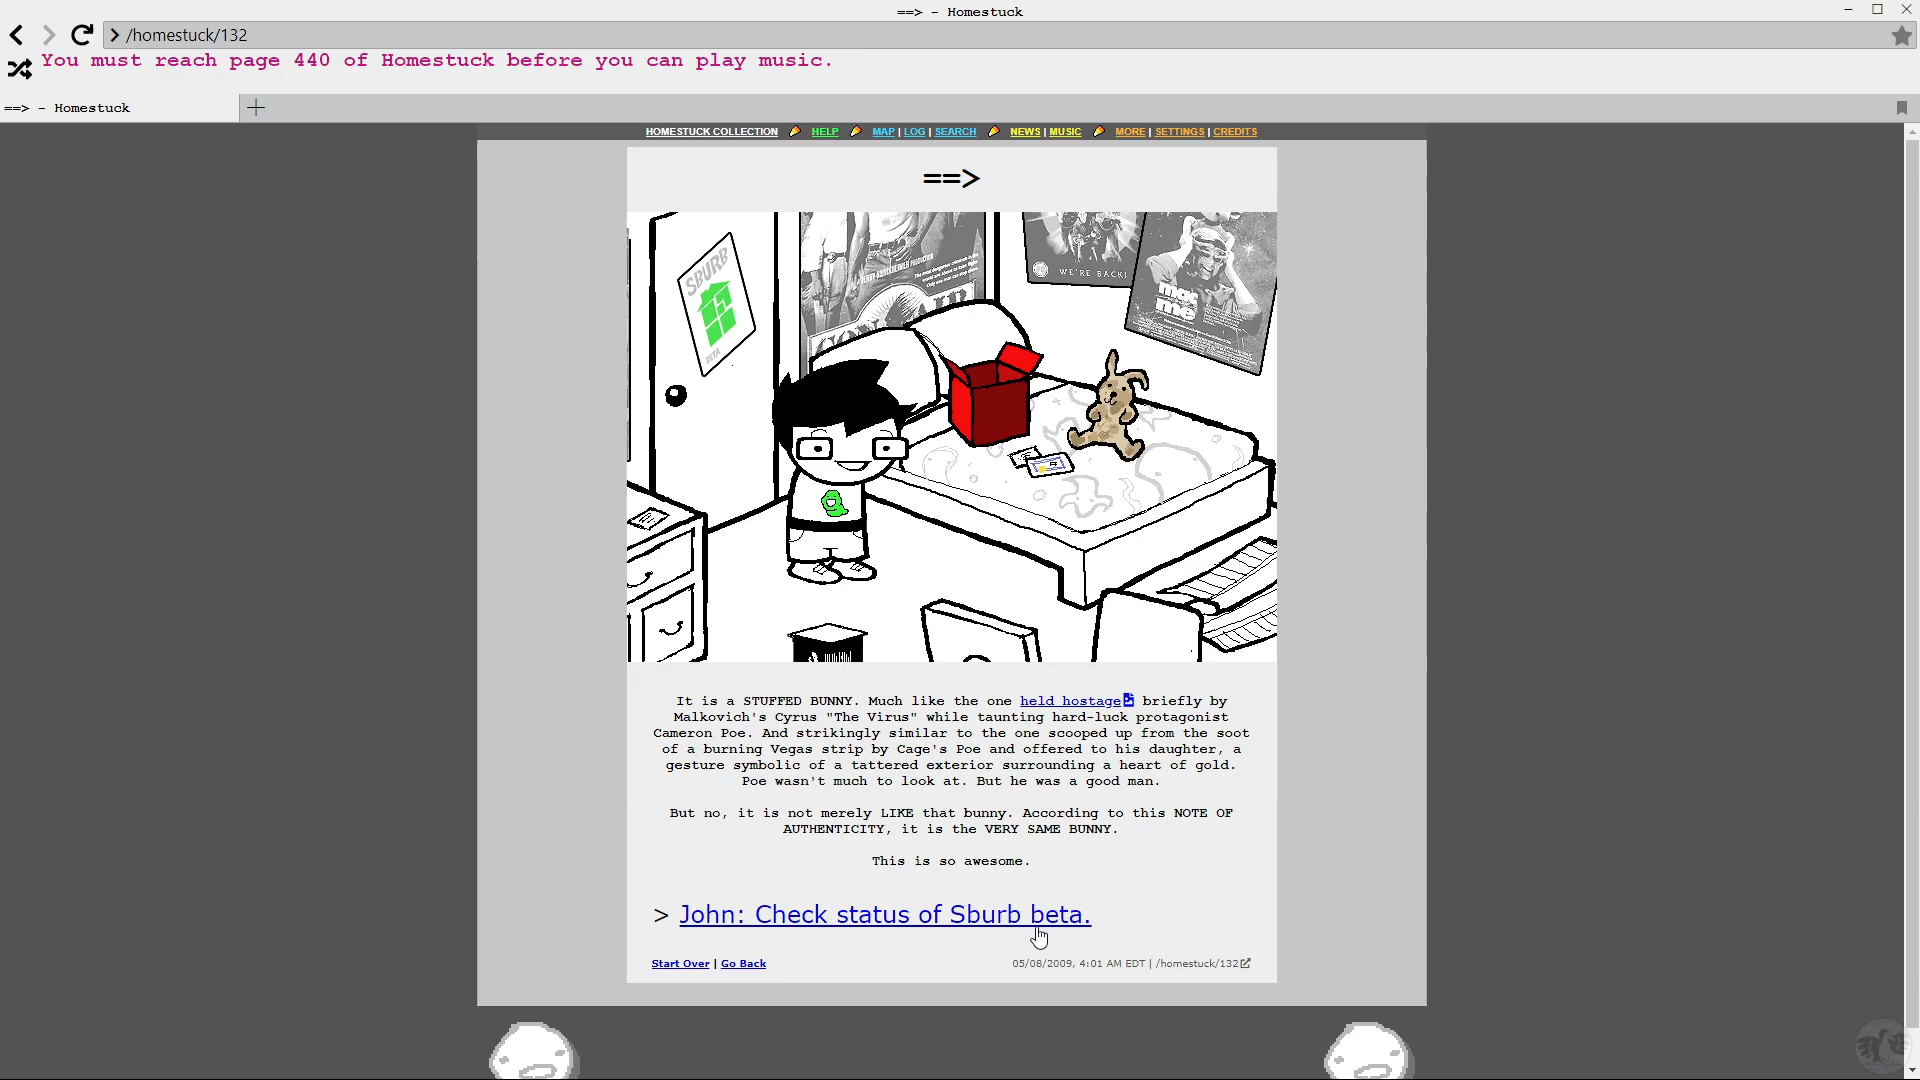 ==> - Homestuck
/homestuck/132
You must reach page 440 of Homestuck before you can play music.
==> - Homestuck
HOMESTUCK COLLECTION HELP MAP | LOG | SEARCH NEWS | MUSIC MORE | SETTINGS | CREDITS
==>
SBURB
BETA
CON AIR
WE'RE BACK!
mac
me
It is a STUFFED BUNNY. Much like the one held hostage briefly by
Malkovich's Cyrus "The Virus" while taunting hard-luck protagonist
Cameron Poe. And strikingly similar to the one scooped up from the soot
of a burning Vegas strip by Cage's Poe and offered to his daughter, a
gesture symbolic of a tattered exterior surrounding a heart of gold.
Poe wasn't much to look at. But he was a good man.
But no, it is not merely LIKE that bunny. According to this NOTE OF
AUTHENTICITY, it is the VERY SAME BUNNY.
This is so awesome.
> John: Check status of Sburb beta.
Start Over | Go Back
05/08/2009, 4:01 AM EDT | /homestuck/132